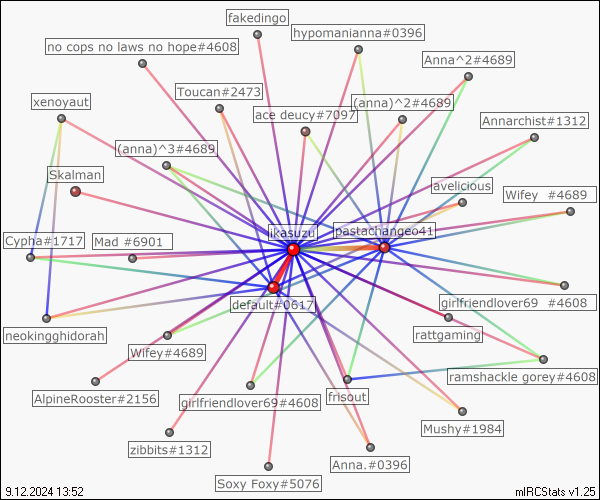 fakedingo
hypomanianna#0396
no cops no laws no hope#4608
Anna^2#4689
Toucan#2473
xenoyaut
ace deucy#7097
(anna)^2#4689
Annarchist#1312
(anna)^3#4689
Skalman
avelicious
Wifey #4689
ikasuzu
pastachangeo41
Cypha#1717
Mad #6901
default#0617
girlfriendlover69 #4608
neokingghidorah
rattgaming
Wifey#4689
ramshackle gorey#4608
AlpineRooster#2156
girlfriendlover69#4608
frisout
Mushy#1984
zibbits#1312
Anna.#0396
Soxy Foxy#5076
9.12.2024 13:52
mIRCStats v1.25